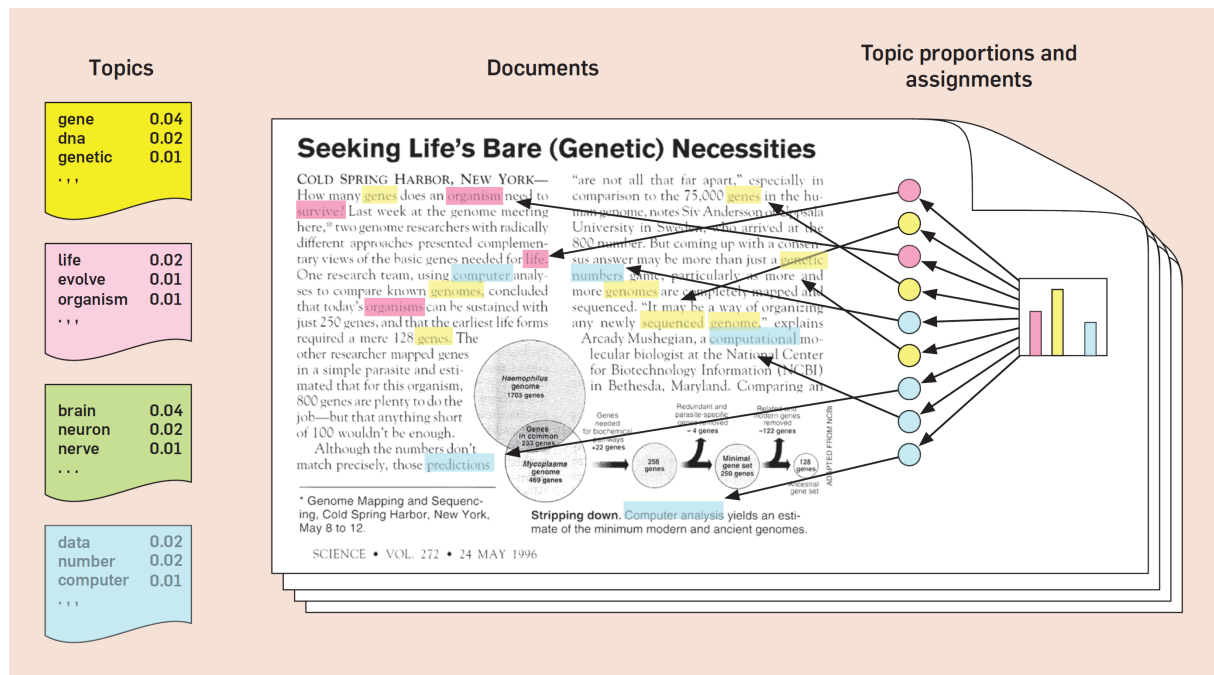 Topics
Documents
Topic proportions and
assignments
gene 0.04
dna 0.02
genetic 0.01
. , ,
life 0.02
evolve 0.01
organism 0.01
. , ,
brain 0.04
neuron 0.02
nerve 0.01
. . .
data 0.02
number 0.02
computer 0.01
. , ,
Seeking Life's Bare (Genetic) Necessities
COLD SPRING HARBOR, NEW YORK—
How many genes does an organism need to
survive? Last week at the genome meeting
here,* two genome researchers with radically
different approaches presented complemen-
tary views of the basic genes needed for life.
One research team, using computer analy-
ses to compare known genomes, concluded
that today's organisms can be sustained with
just 250 genes, and that the earliest life forms
required a mere 128 genes. The
other researcher mapped genes
in a simple parasite and esti-
mated that for this organism,
800 genes are plenty to do the
job—but that anything short
of 100 wouldn't be enough.
Although the numbers don't
match precisely, those predictions
* Genome Mapping and Sequenc-
ing, Cold Spring Harbor, New York,
May 8 to 12.
"are not all that far apart," especially in
comparison to the 75,000 genes in the hu-
man genome, notes Siv Andersson of Uppsala
University in Sweden, who arrived at the
800 number. But coming up with a consen-
sus answer may be more than just a genetic
numbers game, particularly as more and
more genomes are completely mapped and
sequenced. "It may be a way of organizing
any newly sequenced genome," explains
Arcady Mushegian, a computational mo-
lecular biologist at the National Center
for Biotechnology Information (NCBI)
in Bethesda, Maryland. Comparing an
Haemophilus
genome
1703 genes
Genes
in common
233 genes
Mycoplasma
genome
469 genes
Genes
needed
for biochemical
pathways
+22 genes
256
genes
Redundant and
parasite-specific
genes removed
– 4 genes
Minimal
gene set
250 genes
Related and
modern genes
removed
–122 genes
128
genes
Ancestral
gene set
ADAPTED FROM NCBI
Stripping down. Computer analysis yields an esti-
mate of the minimum modern and ancient genomes.
SCIENCE • VOL. 272 • 24 MAY 1996